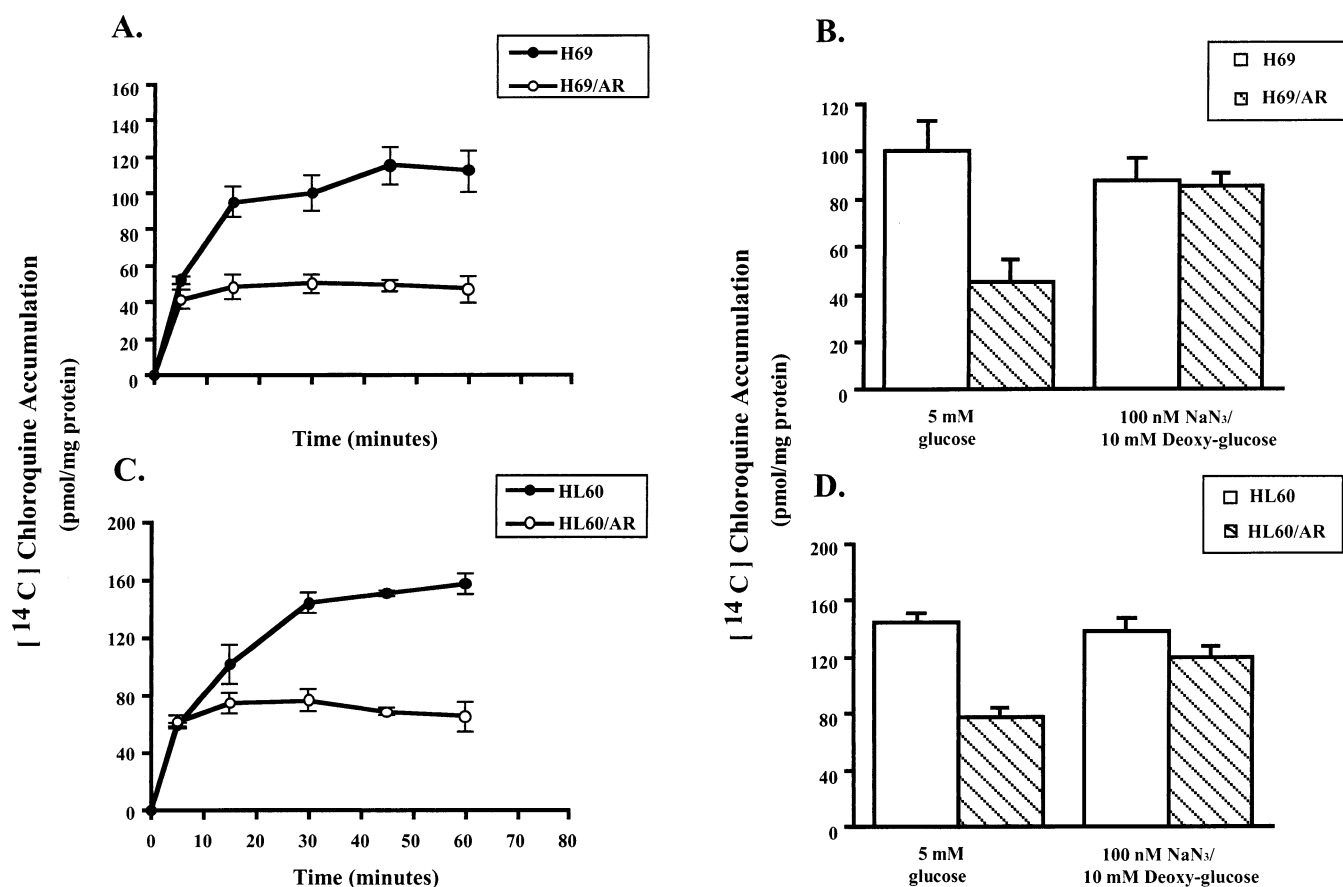 A.
H69
H69/AR
160
140
120
100
80
60
40
20
0
Time (minutes)
B.
H69
H69/AR
120
100
80
60
40
20
0
5 mM
glucose
100 nM NaN₃/
10 mM Deoxy-glucose
[ ¹⁴ C ] Chloroquine Accumulation
(pmol/mg protein)
[ ¹⁴ C ] Chloroquine Accumulation
(pmol/mg protein)
C.
HL60
HL60/AR
200
160
120
80
40
0
0 10 20 30 40 50 60 70 80
Time (minutes)
D.
HL60
HL60/AR
200
160
120
80
40
0
5 mM
glucose
100 nM NaN₃/
10 mM Deoxy-glucose